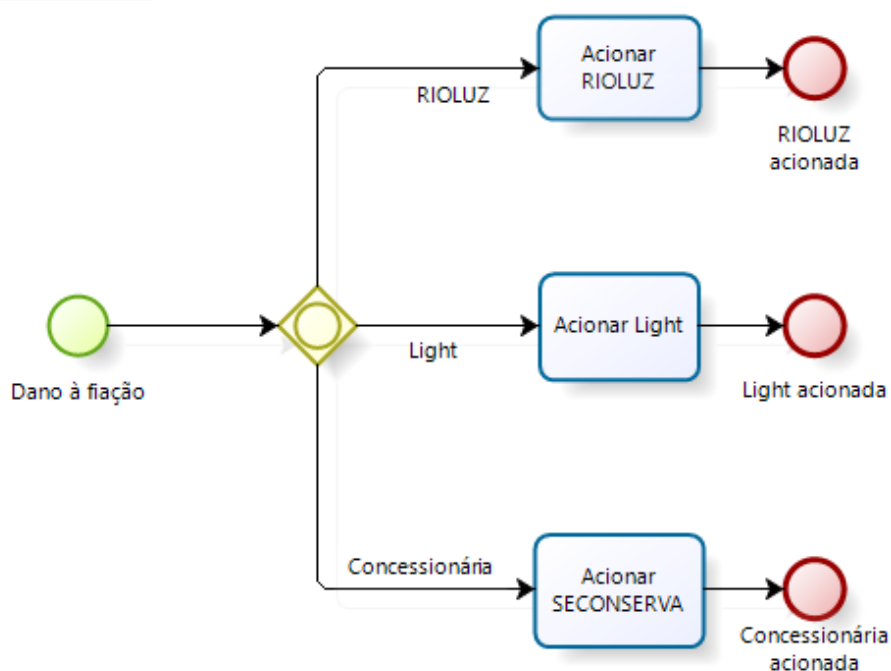 Acionar
RIOLUZ
RIOLUZ
RIOLUZ
acionada
Dano à fiação
Light
Acionar Light
Light acionada
Concessionária
Acionar
SECONSERVA
Concessionária
acionada